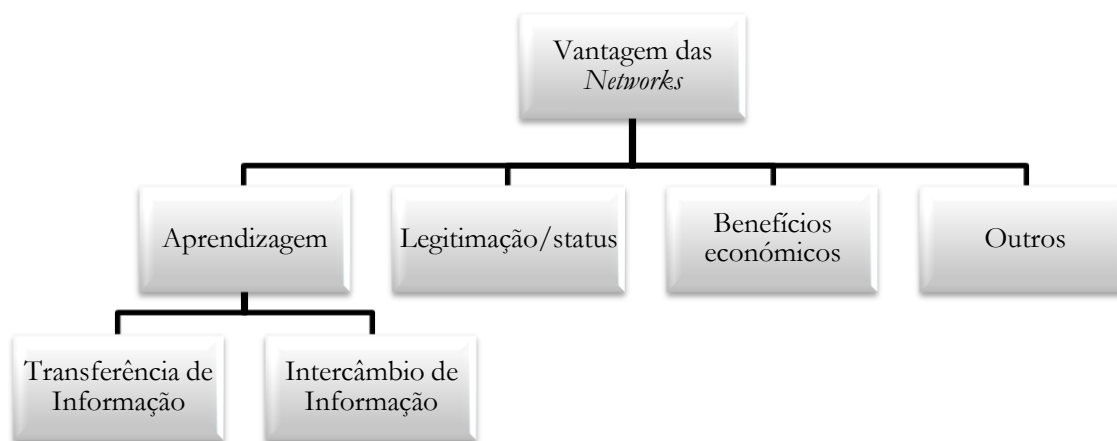 Vantagem das
Networks
Aprendizagem
Legitimação/status
Benefícios
económicos
Outros
Transferência de
Informação
Intercâmbio de
Informação